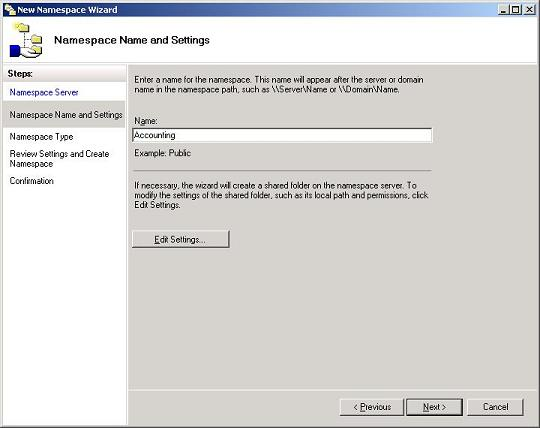 New Namespace Wizard
Namespace Name and Settings
Steps:
Namespace Server
Namespace Name and Settings
Namespace Type
Review Settings and Create
Namespace
Confirmation
Enter a name for the namespace. This name will appear after the server or domain
name in the namespace path, such as \\Server\Name or \\Domain\Name.
Name:
Accounting
Example: Public
If necessary, the wizard will create a shared folder on the namespace server. To
modify the settings of the shared folder, such as its local path and permissions, click
Edit Settings.
Edit Settings...
< Previous
Next >
Cancel